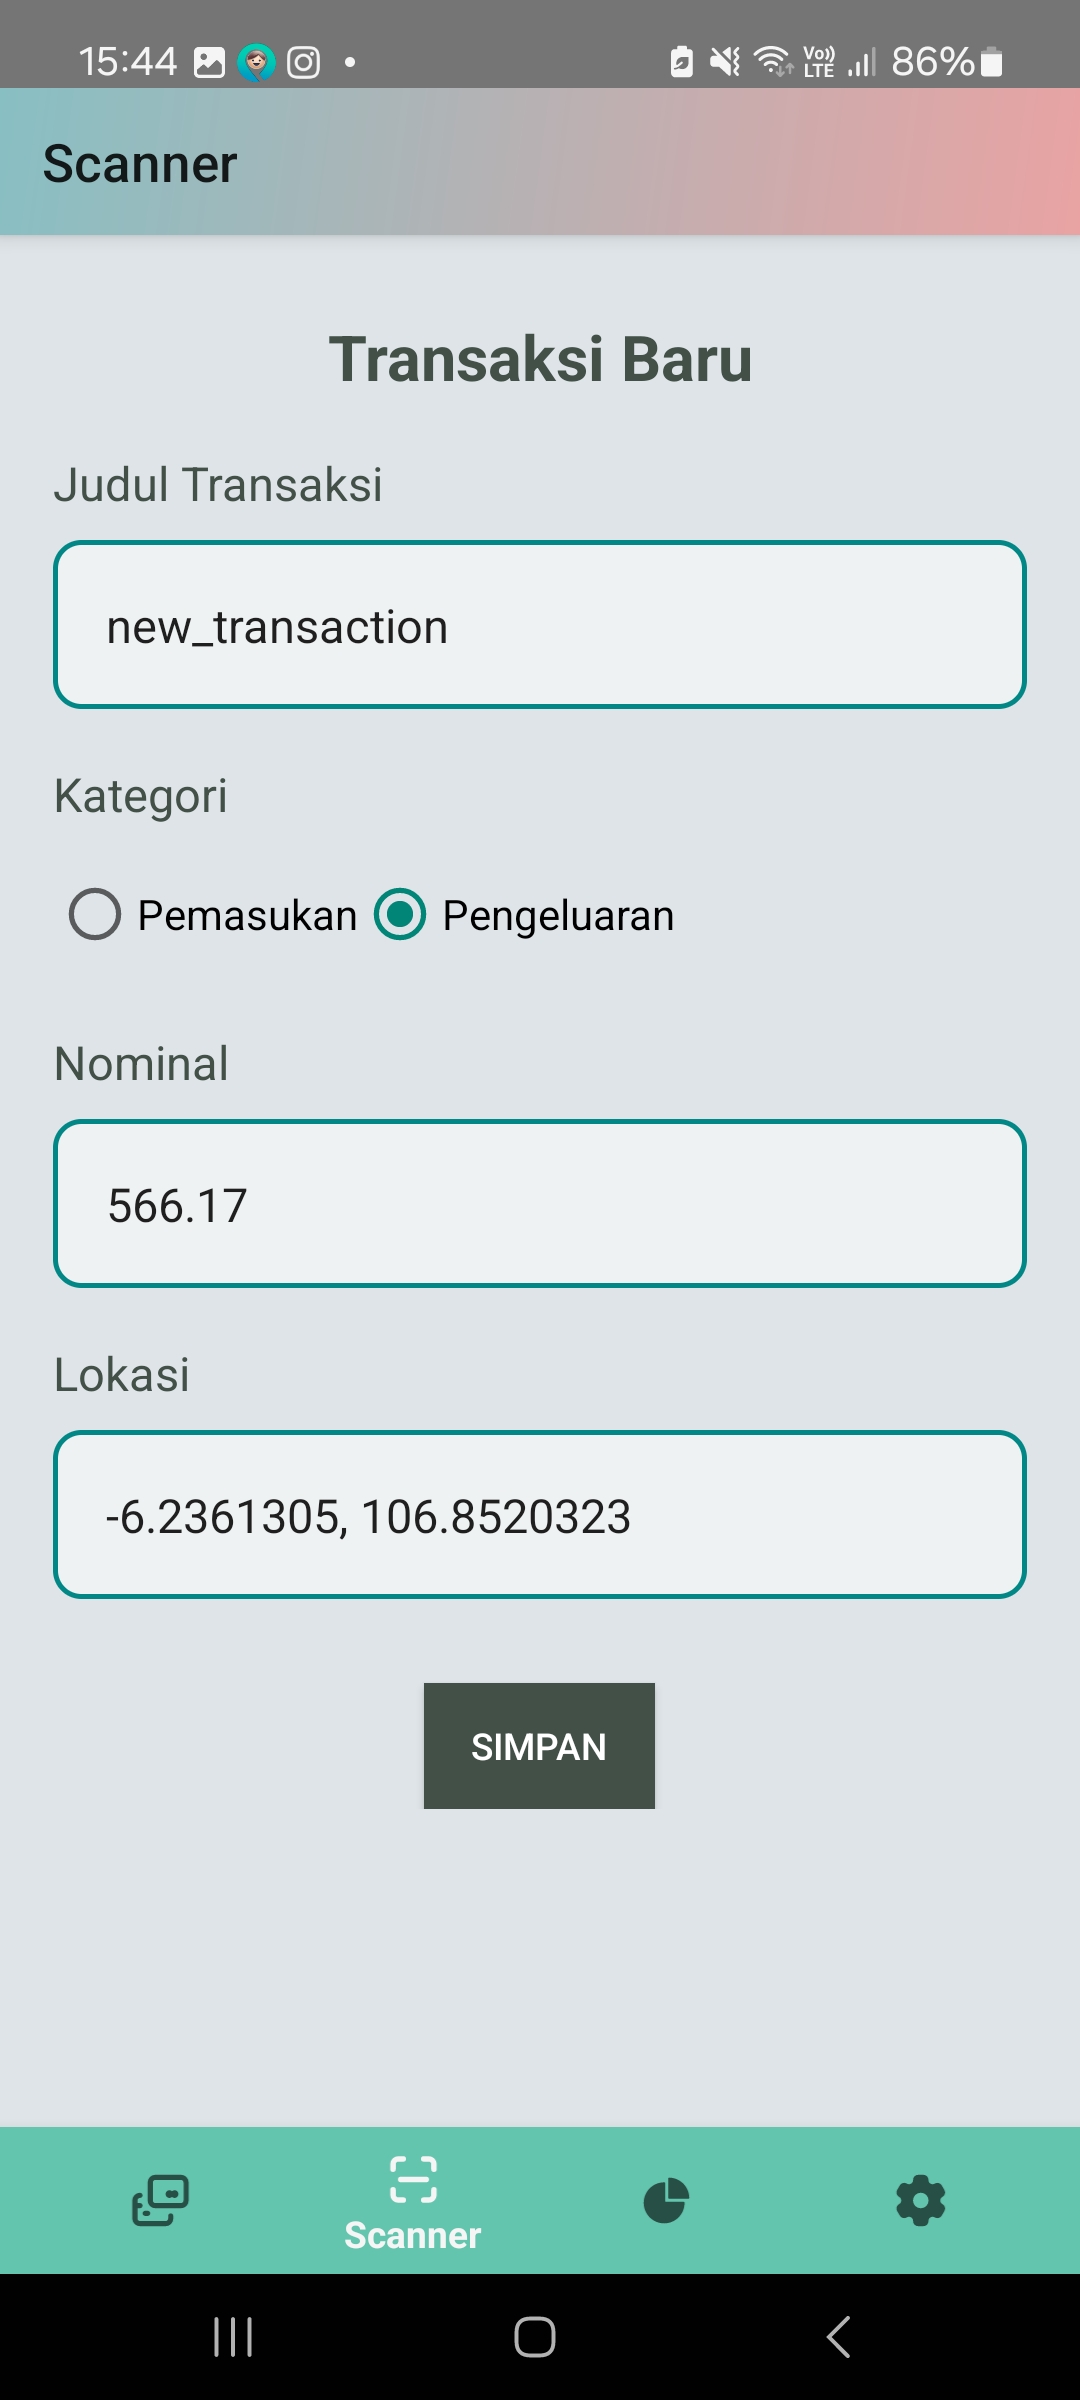 15:44 Vo)) LTE 86%
Scanner
Transaksi Baru
Judul Transaksi
new_transaction
Kategori
Pemasukan Pengeluaran
Nominal
566.17
Lokasi
-6.2361305, 106.8520323
SIMPAN
Scanner